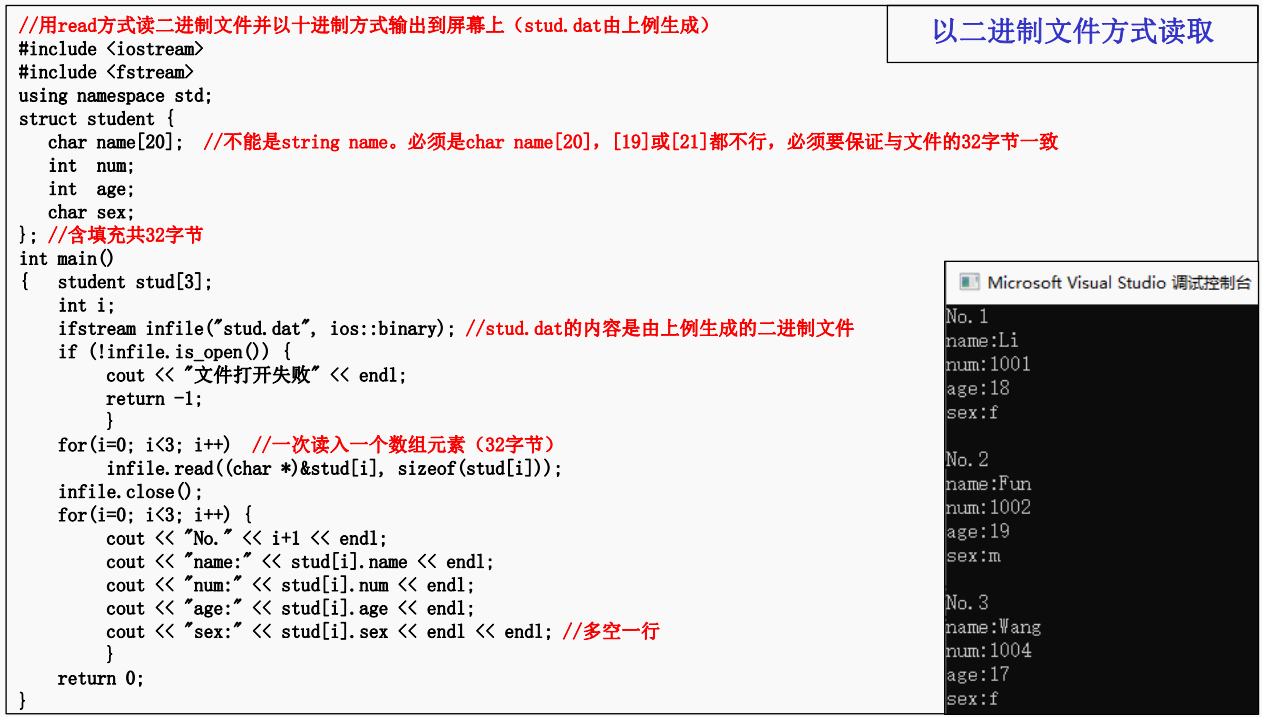 //用read方式读二进制文件并以十进制方式输出到屏幕上（stud.dat由上例生成）
以二进制文件方式读取
#include <iostream>
#include <fstream>
using namespace std;
struct student {
char name[20]; //不能是string name。必须是char name[20]，[19]或[21]都不行，必须要保证与文件的32字节一致
int num;
int age;
char sex;
}; //含填充共32字节
int main()
{ student stud[3];
int i;
ifstream infile("stud.dat", ios::binary); //stud.dat的内容是由上例生成的二进制文件
if (!infile.is_open()) {
cout << "文件打开失败" << endl;
return -1;
}
for(i=0; i<3; i++) //一次读入一个数组元素（32字节）
infile.read((char *)&stud[i], sizeof(stud[i]));
infile.close();
for(i=0; i<3; i++) {
cout << "No." << i+1 << endl;
cout << "name:" << stud[i].name << endl;
cout << "num:" << stud[i].num << endl;
cout << "age:" << stud[i].age << endl;
cout << "sex:" << stud[i].sex << endl << endl; //多空一行
}
return 0;
}
Microsoft Visual Studio 调试控制台
No.1
name:Li
num:1001
age:18
sex:f
No.2
name:Fun
num:1002
age:19
sex:m
No.3
name:Wang
num:1004
age:17
sex:f